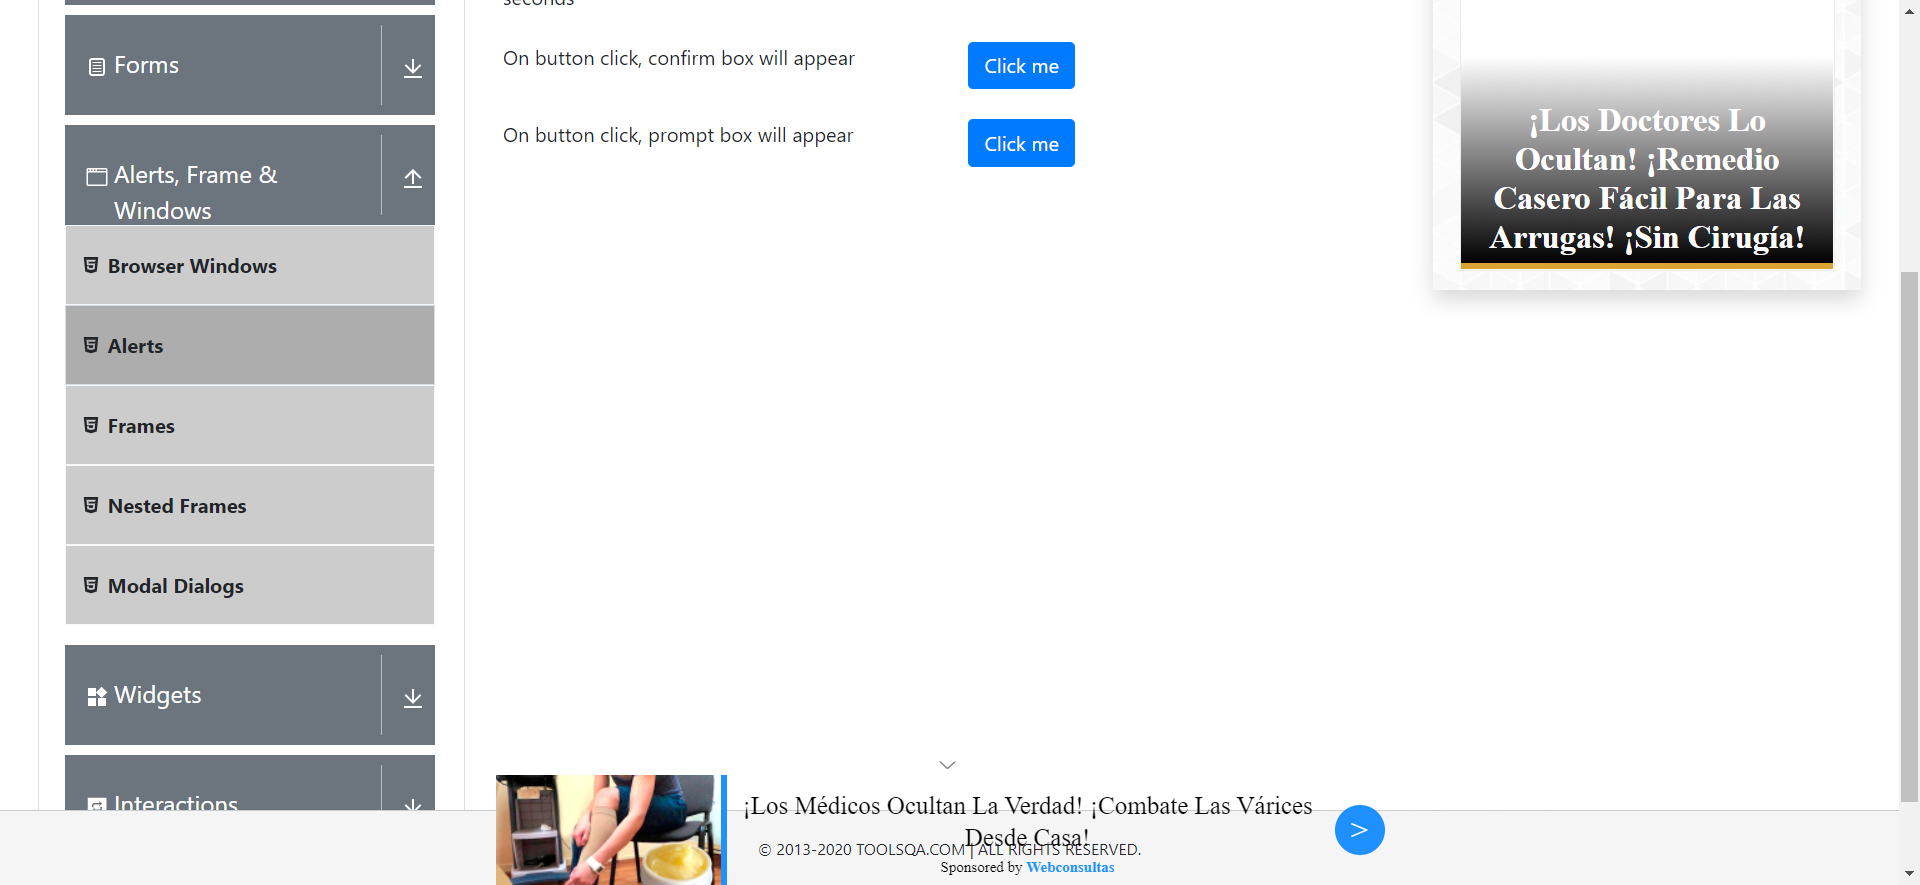 seconds
Forms
On button click, confirm box will appear
Click me
On button click, prompt box will appear
Click me
Alerts, Frame &
Windows
Browser Windows
Alerts
Frames
Nested Frames
Modal Dialogs
Widgets
Interactions
¡Los Doctores Lo
Ocultan! ¡Remedio
Casero Fácil Para Las
Arrugas! ¡Sin Cirugía!
¡Los Médicos Ocultan La Verdad! ¡Combate Las Várices
Desde Casa!
>
© 2013-2020 TOOLSQA.COM | ALL RIGHTS RESERVED.
Sponsored by Webconsultas